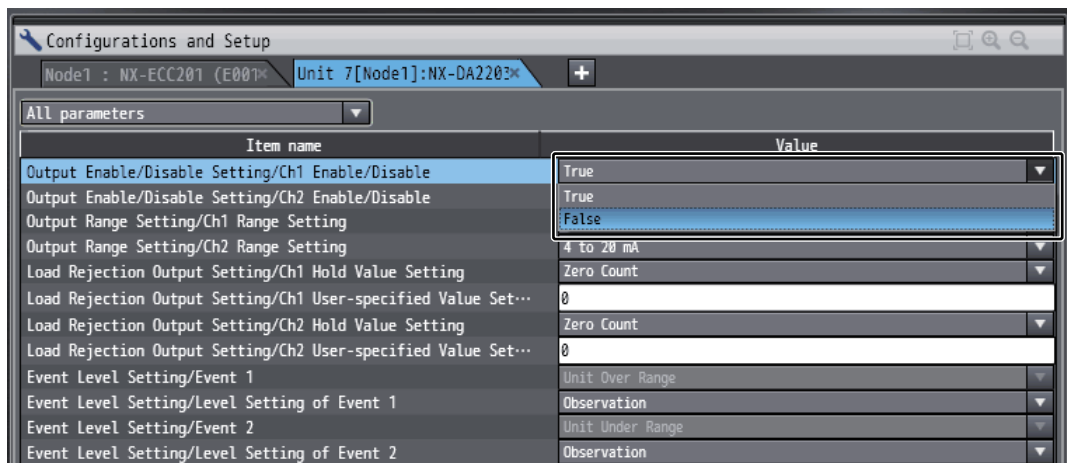 Configurations and Setup
Node1 : NX-ECC201 (E001 Unit 7[Node1]:NX-DA2203
All parameters
Item name Value
Output Enable/Disable Setting/Ch1 Enable/Disable True
Output Enable/Disable Setting/Ch2 Enable/Disable True
Output Range Setting/Ch1 Range Setting False
Output Range Setting/Ch2 Range Setting 4 to 20 mA
Load Rejection Output Setting/Ch1 Hold Value Setting Zero Count
Load Rejection Output Setting/Ch1 User-specified Value Set… 0
Load Rejection Output Setting/Ch2 Hold Value Setting Zero Count
Load Rejection Output Setting/Ch2 User-specified Value Set… 0
Event Level Setting/Event 1 Unit Over Range
Event Level Setting/Level Setting of Event 1 Observation
Event Level Setting/Event 2 Unit Under Range
Event Level Setting/Level Setting of Event 2 Observation